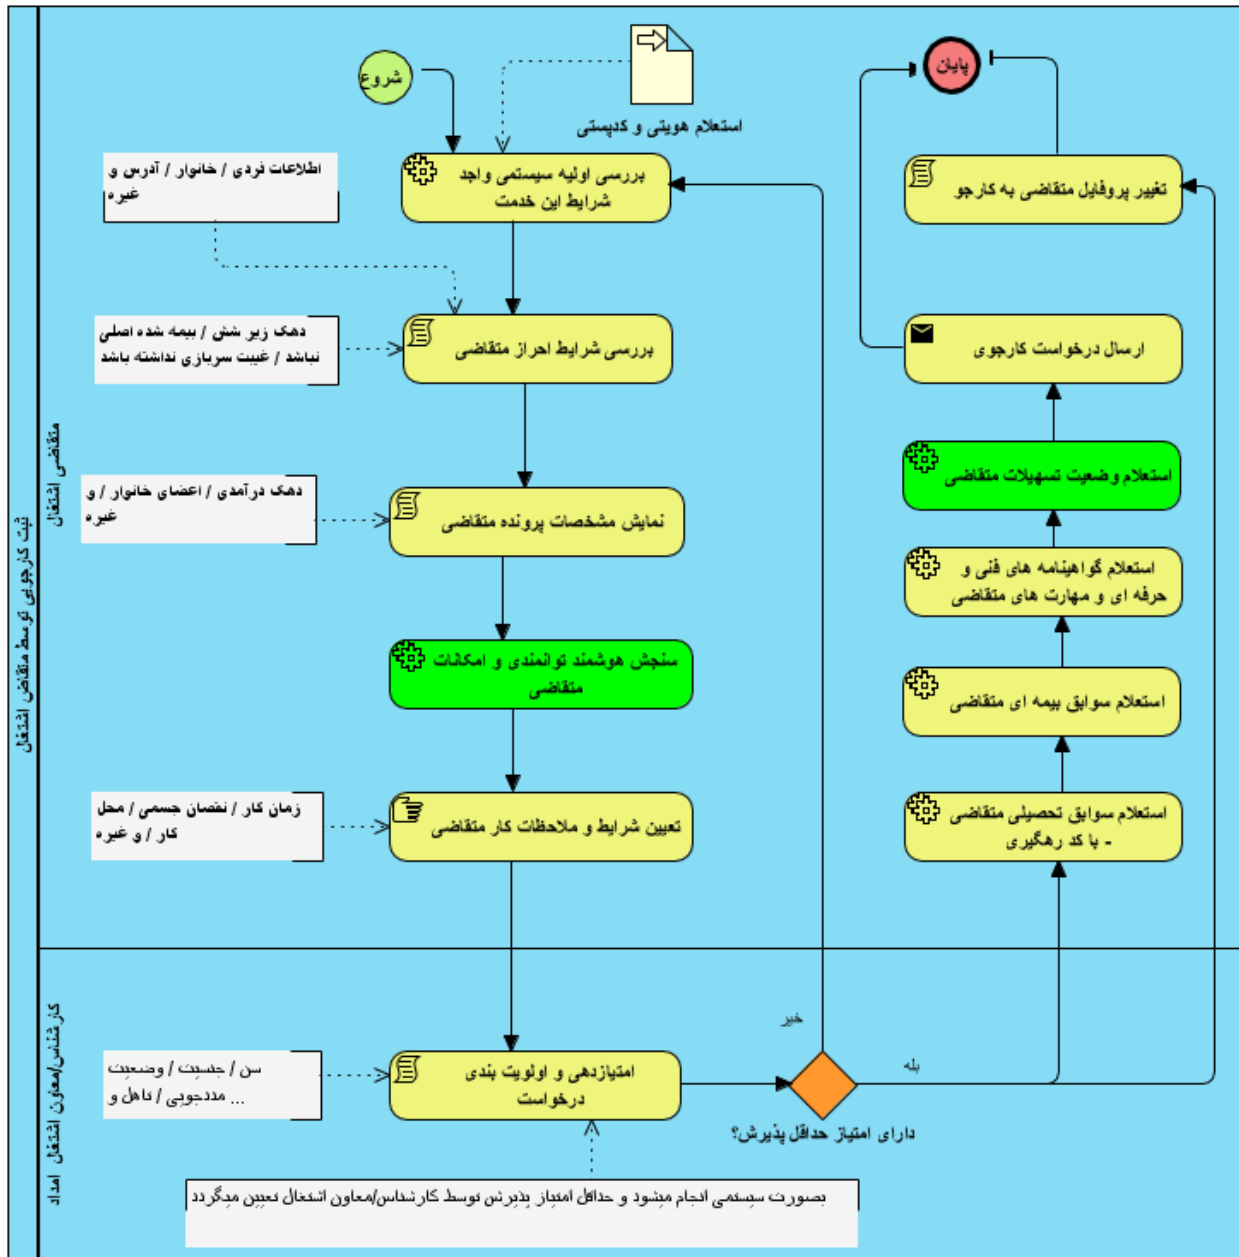 شروع
استعلام هویتی و کدپستی
پایان
بررسی اولیه سیستمی واجد
شرایط این خدمت
اطلاعات فردی / خانوار / آدرس و
غیره
تغییر پروفایل متقاضی به کارجو
بررسی شرایط احراز متقاضی
دهک زیر شش / بیمه شده اصلی
نباشد / غیبت سربازی نداشته باشد
ارسال درخواست کارجوی
متقاضی اشتغال
ثبت کارجویی توسط متقاض اشتغال
استعلام وضعیت تسهیلات متقاضی
دهک درآمدی / اعضای خانوار / و
غیره
نمایش مشخصات پرونده متقاضی
استعلام گواهینامه های فنی و
حرفه ای و مهارت های متقاضی
سنجش هوشمند توانمندی و امکانات
متقاضی
استعلام سوابق بیمه ای متقاضی
زمان کار / نقصان جسمی / محل
کار / و غیره
تعیین شرایط و ملاحظات کار متقاضی
استعلام سوابق تحصیلی متقاضی
- با کد رهگیری
کارشناس/معاون اشتغال امداد
خیر
بله
سن / جنسیت / وضعیت
مددجویی / تاهل و ...
امتیازدهی و اولویت بندی
درخواست
دارای امتیاز حداقل پذیرش؟
بصورت سیستمی انجام میشود و حداقل امتیاز پذیرش توسط کارشناس/معاون اشتغال تعیین میگردد